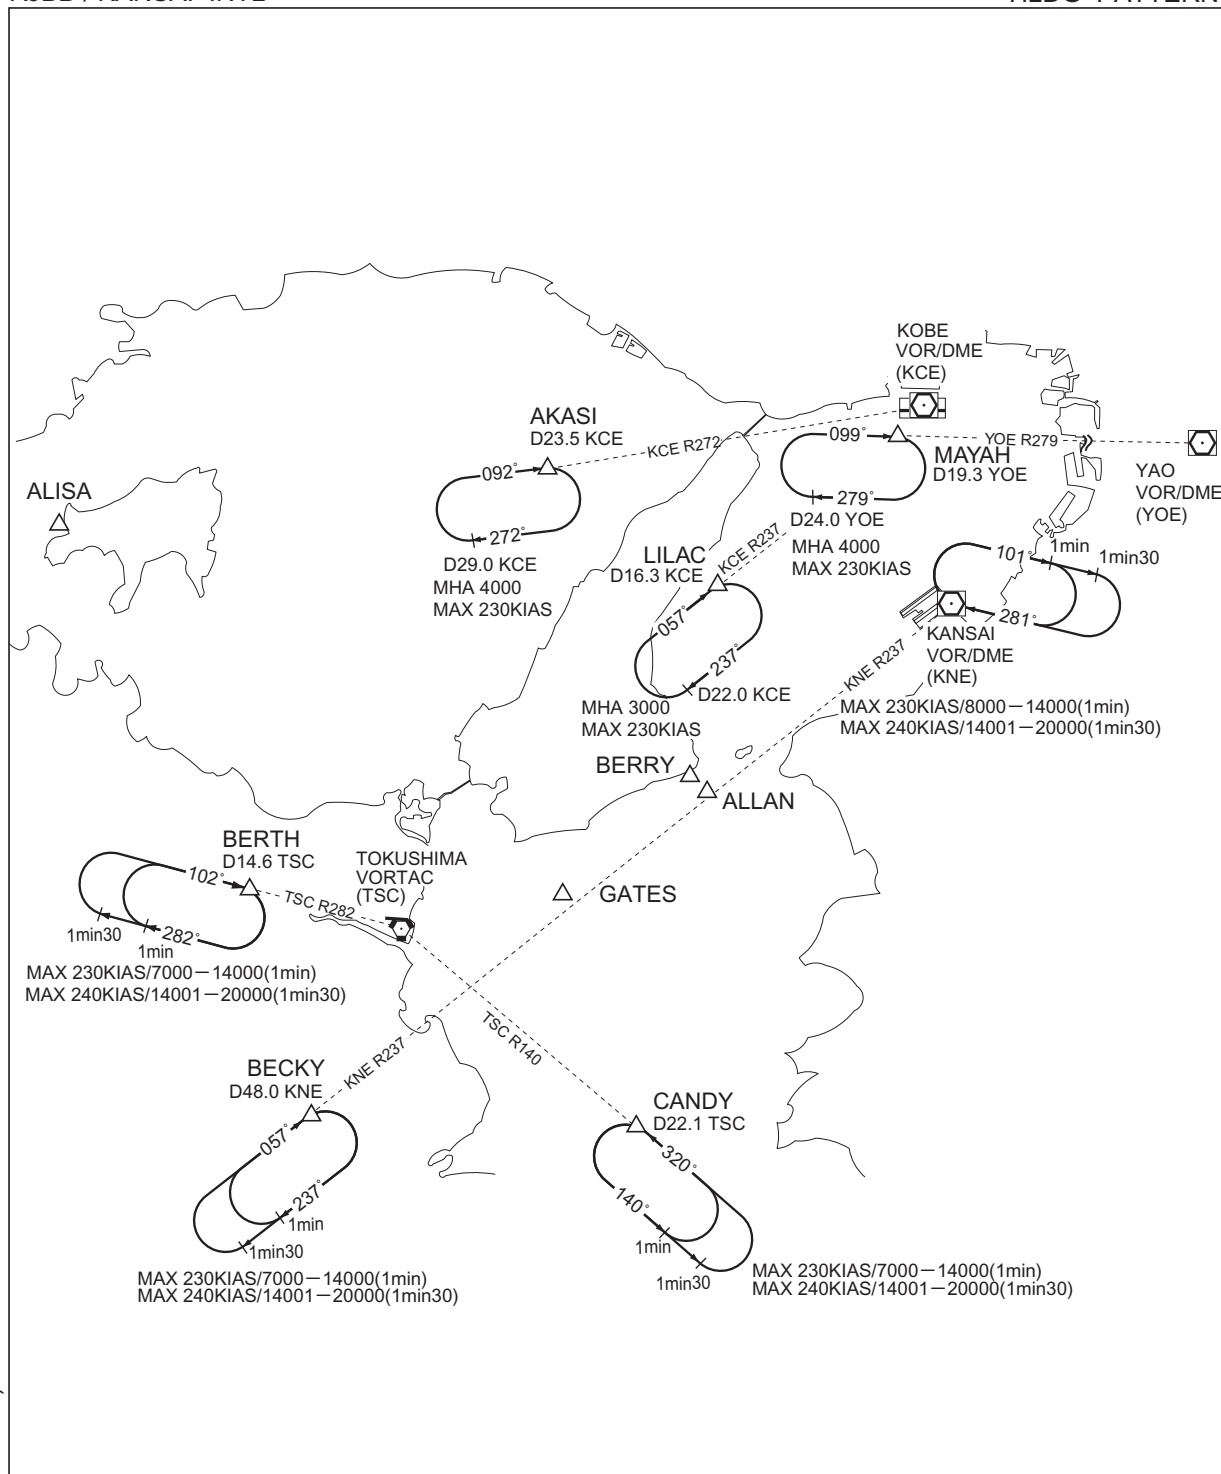 KOBE
VOR/DME
(KCE)
AKASI
D23.5 KCE
KCE R272
099°
YOE R279
MAYAH
D19.3 YOE
YAO
VOR/DME
(YOE)
092°
ALISA
272°
279°
D24.0 YOE
D29.0 KCE
MHA 4000
MAX 230KIAS
LILAC
D16.3 KCE
KCE R237
MHA 4000
MAX 230KIAS
101°
1min
1min30
281°
057°
237°
D22.0 KCE
MHA 3000
MAX 230KIAS
KANSAI
VOR/DME
(KNE)
KNE R237
MAX 230KIAS/8000−14000(1min)
MAX 240KIAS/14001−20000(1min30)
BERRY
ALLAN
BERTH
D14.6 TSC
TOKUSHIMA
VORTAC
(TSC)
102°
TSC R282
GATES
282°
1min30
1min
MAX 230KIAS/7000−14000(1min)
MAX 240KIAS/14001−20000(1min30)
TSC R140
KNE R237
BECKY
D48.0 KNE
CANDY
D22.1 TSC
057°
237°
1min
1min30
320°
140°
1min
1min30
MAX 230KIAS/7000−14000(1min)
MAX 240KIAS/14001−20000(1min30)
MAX 230KIAS/7000−14000(1min)
MAX 240KIAS/14001−20000(1min30)